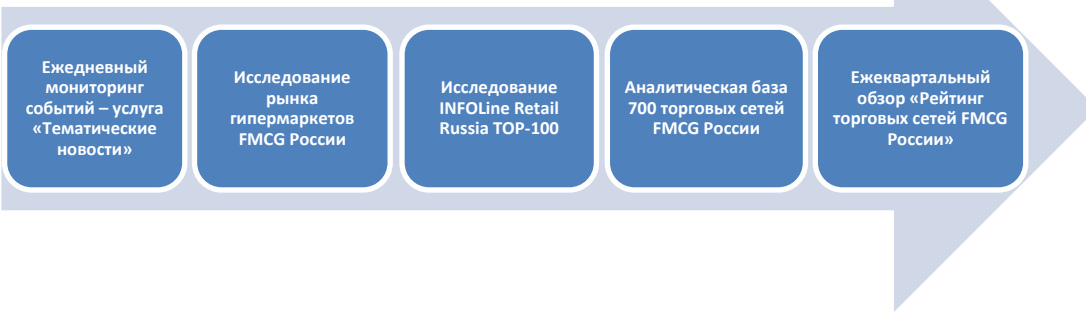 Ежедневный
мониторинг
событий – услуга
«Тематические
новости»
Исследование
рынка
гипермаркетов
FMCG России
Исследование
INFOLine Retail
Russia TOP-100
Аналитическая база
700 торговых сетей
FMCG России
Ежеквартальный
обзор «Рейтинг
торговых сетей FMCG
России»